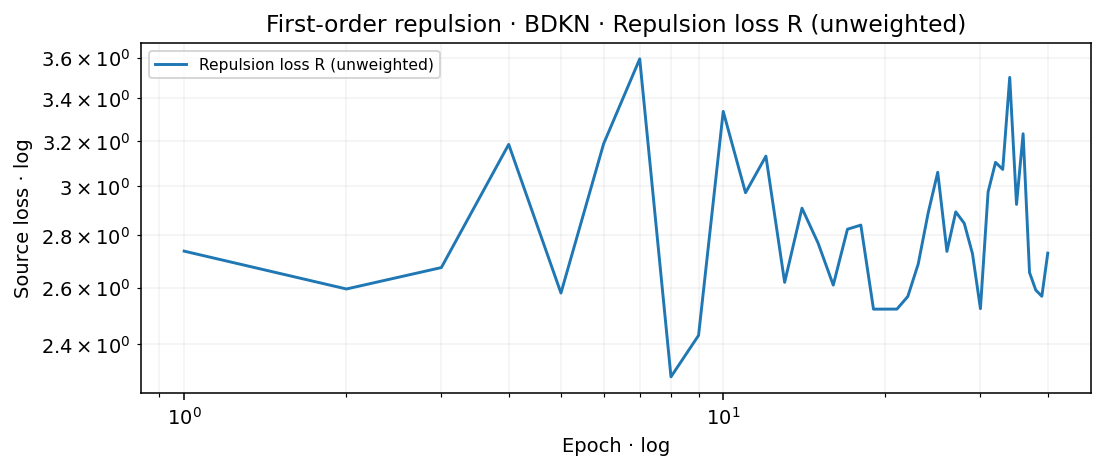 First-order repulsion · BDKN · Repulsion loss R (unweighted)
Repulsion loss R (unweighted)
Source loss · log
3.6 × 10⁰
3.4 × 10⁰
3.2 × 10⁰
3 × 10⁰
2.8 × 10⁰
2.6 × 10⁰
2.4 × 10⁰
10⁰ 10¹
Epoch · log